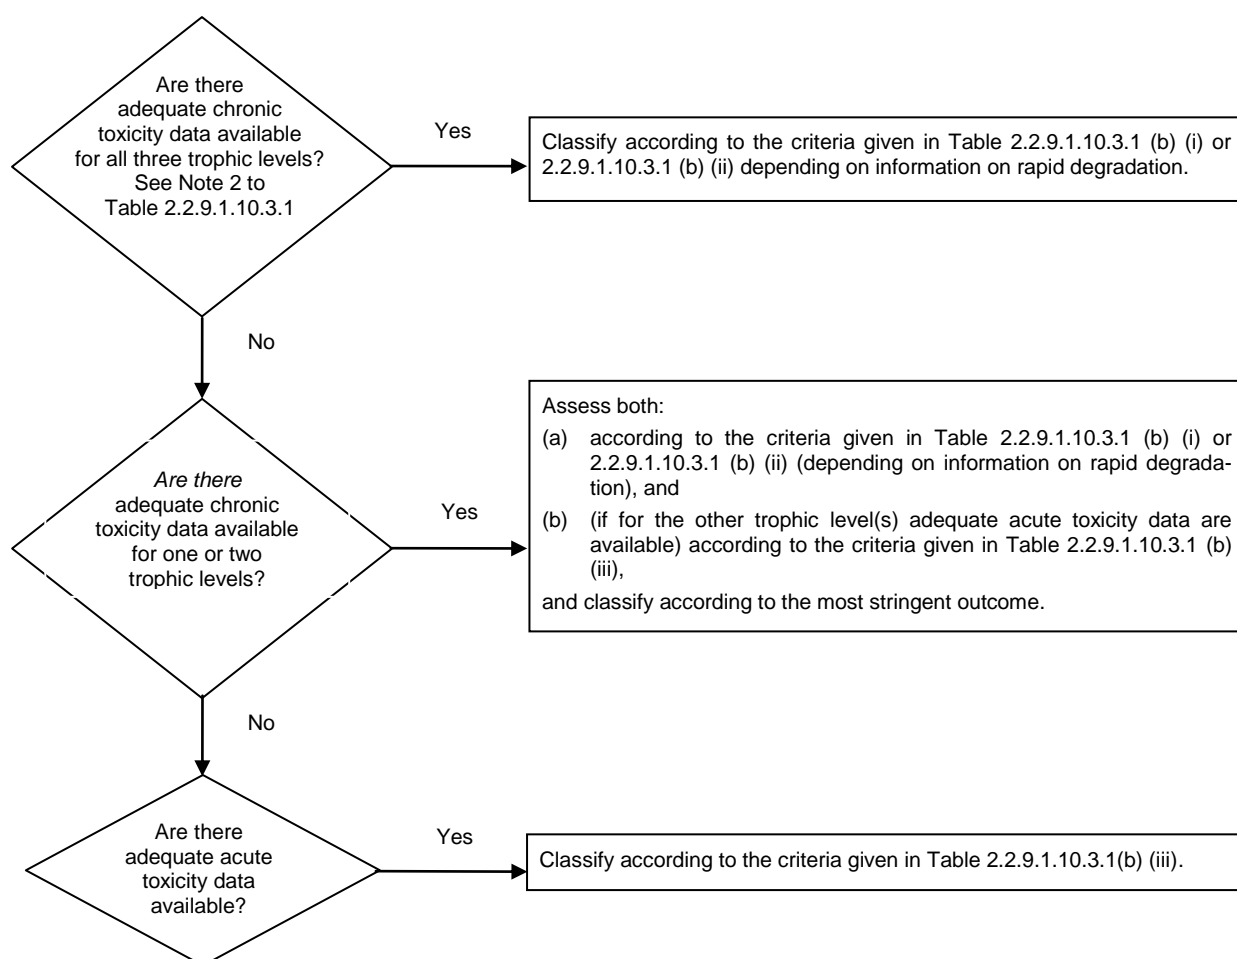 Are there
adequate chronic
toxicity data available
for all three trophic levels?
See Note 2 to
Table 2.2.9.1.10.3.1
Yes
Classify according to the criteria given in Table 2.2.9.1.10.3.1 (b) (i) or
2.2.9.1.10.3.1 (b) (ii) depending on information on rapid degradation.
No
Are there
adequate chronic
toxicity data available
for one or two
trophic levels?
Yes
Assess both:
(a) according to the criteria given in Table 2.2.9.1.10.3.1 (b) (i) or
2.2.9.1.10.3.1 (b) (ii) (depending on information on rapid degrada-
tion), and
(b) (if for the other trophic level(s) adequate acute toxicity data are
available) according to the criteria given in Table 2.2.9.1.10.3.1 (b)
(iii),
and classify according to the most stringent outcome.
No
Are there
adequate acute
toxicity data
available?
Yes
Classify according to the criteria given in Table 2.2.9.1.10.3.1(b) (iii).